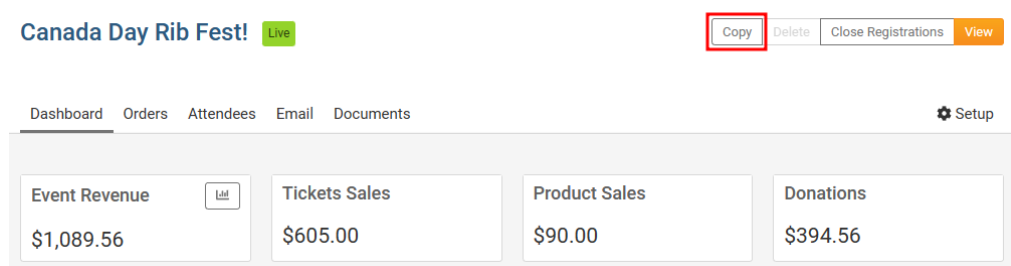 Canada Day Rib Fest! Live
Copy Delete Close Registrations View
Dashboard Orders Attendees Email Documents Setup
Event Revenue Tickets Sales Product Sales Donations
$1,089.56 $605.00 $90.00 $394.56